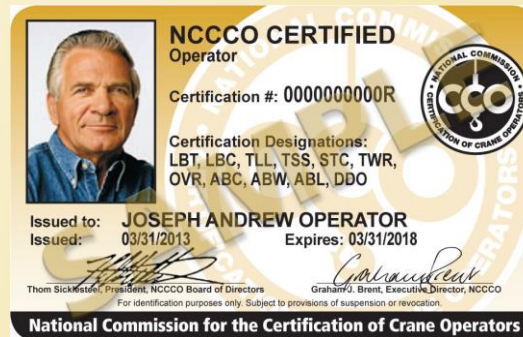 NCCCO CERTIFIED
Operator
Certification #: 0000000000R
Certification Designations:
LBT, LBC, TLL, TSS, STC, TWR,
OVR, ABC, ABW, ABL, DDO
NATIONAL COMMISSION
CCO
CERTIFICATION OF CRANE OPERATORS
SAMPLE
Issued to: JOSEPH ANDREW OPERATOR
Issued: 03/31/2013 Expires: 03/31/2018
Thom Sicklesteel, President, NCCCO Board of Directors
Graham J. Brent, Executive Director, NCCCO
For identification purposes only. Subject to provisions of suspension or revocation.
National Commission for the Certification of Crane Operators